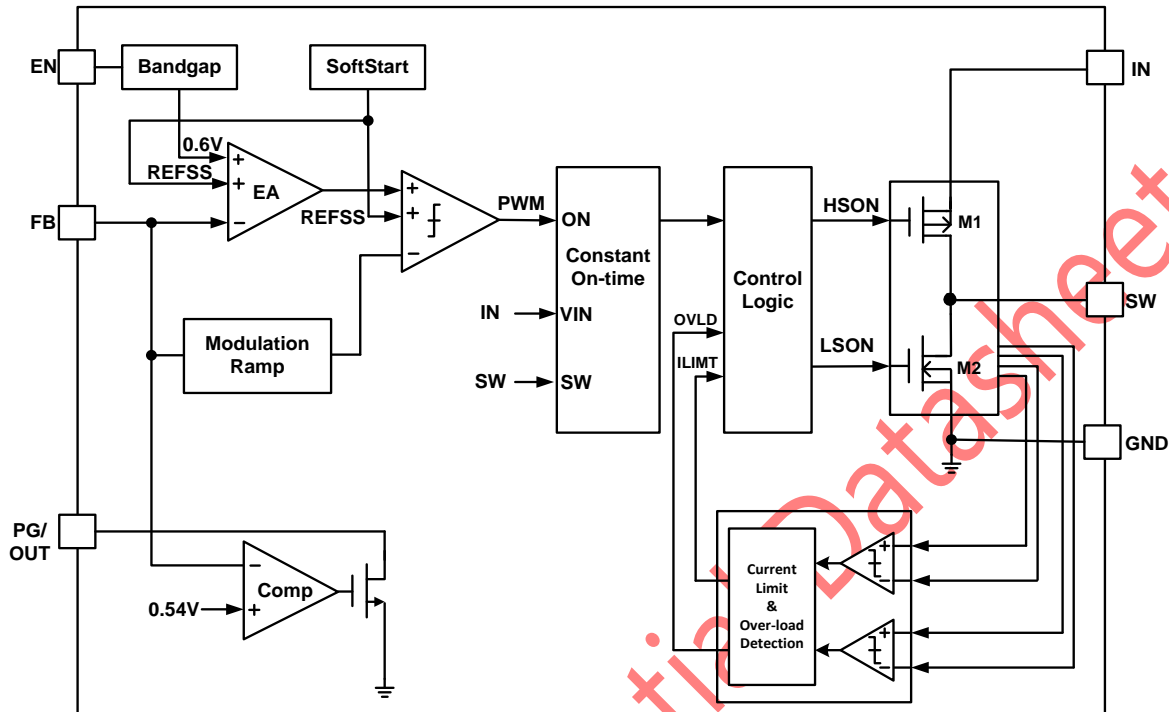 EN
Bandgap
SoftStart
IN
0.6V
+
REFSS
+
EA
−
FB
REFSS
+
+
−
PWM
ON
Constant
On-time
IN
VIN
SW
SW
Control
Logic
OVLD
ILIMT
HSON
M1
LSON
M2
SW
GND
Modulation
Ramp
PG/
OUT
−
Comp
0.54V
+
Current
Limit
&
Over-load
Detection
+
−
+
−
Datasheet